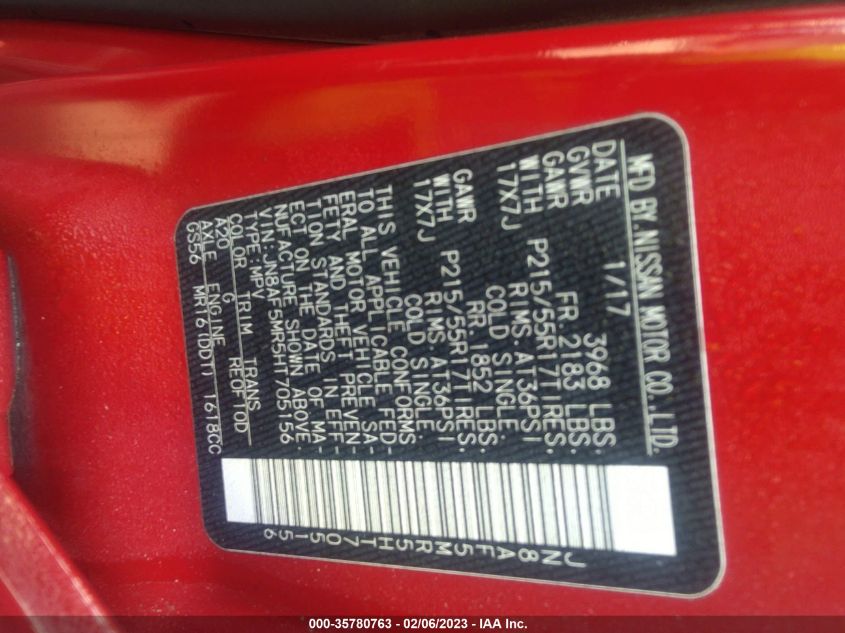 MFD BY NISSAN MOTOR CO.,LTD.
DATE 1/17
GVWR 3968 LBS.
GAWR FR. 2183 LBS.
WITH P215/55R17TIRES.
17X7J RIMS. AT36PSI
COLD SINGLE.
GAWR RR. 1852 LBS.
WITH P215/55R17TIRES.
17X7J RIMS. AT36PSI
COLD SINGLE.
THIS VEHICLE CONFORMS
TO ALL APPLICABLE FED-
ERAL MOTOR VEHICLE SA-
FETY AND THEFT PREVEN-
TION STANDARDS IN EFF-
ECT ON THE DATE OF MA-
NUFACTURE SHOWN ABOVE.
VIN:JN8AF5MR5HT705156
TYPE:MPV
COLOR TRIM TRANS
A20 G RE0F10D
AXLE ENGINE
GS56 MR16(DDT) 1618CC
JN8AF5MR5HT705156
000-35780763 - 02/06/2023 - IAA Inc.